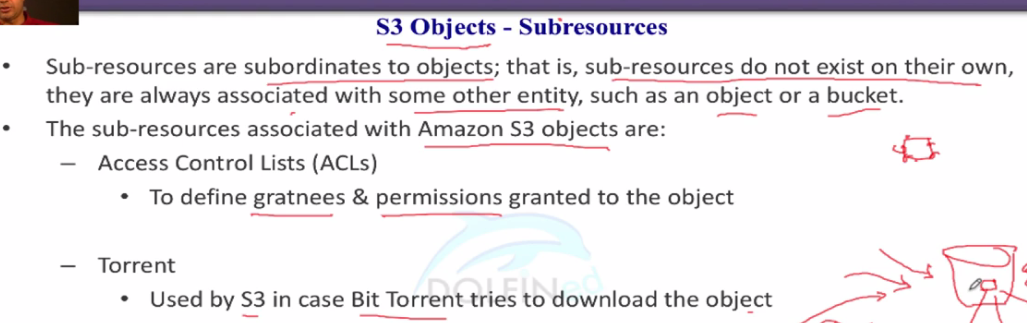 S3 Objects - Subresources
• Sub-resources are subordinates to objects; that is, sub-resources do not exist on their own,
they are always associated with some other entity, such as an object or a bucket.
• The sub-resources associated with Amazon S3 objects are:
– Access Control Lists (ACLs)
• To define gratnees & permissions granted to the object
– Torrent
DOLFINed
• Used by S3 in case Bit Torrent tries to download the object